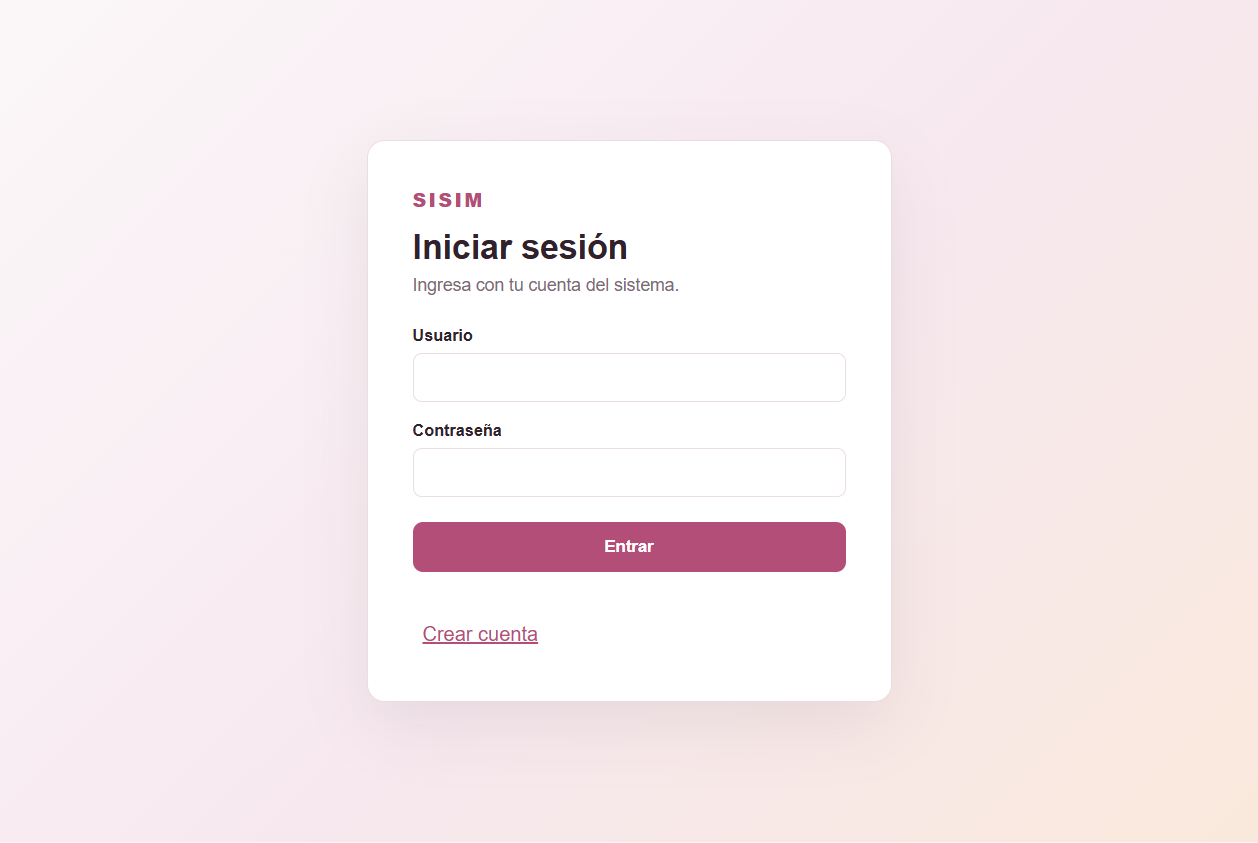 SISIM
Iniciar sesión
Ingresa con tu cuenta del sistema.
Usuario
Contraseña
Entrar
Crear cuenta